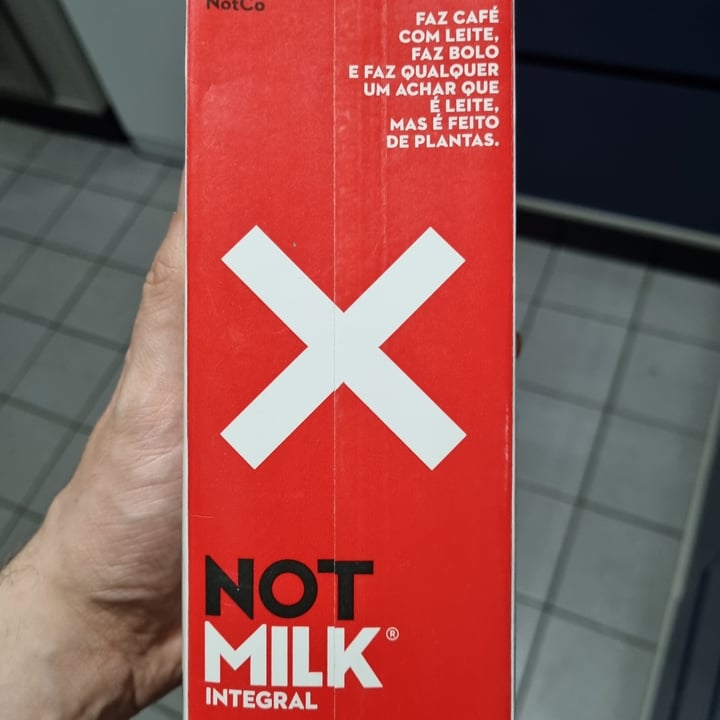 NotCo
FAZ CAFÉ
COM LEITE,
FAZ BOLO
E FAZ QUALQUER
UM ACHAR QUE
É LEITE,
MAS É FEITO
DE PLANTAS.
NOT
MILK®
INTEGRAL